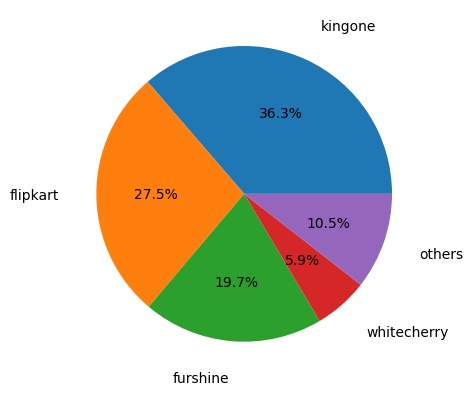 kingone
36.3%
flipkart
27.5%
10.5%
5.9%
others
19.7%
whitecherry
furshine